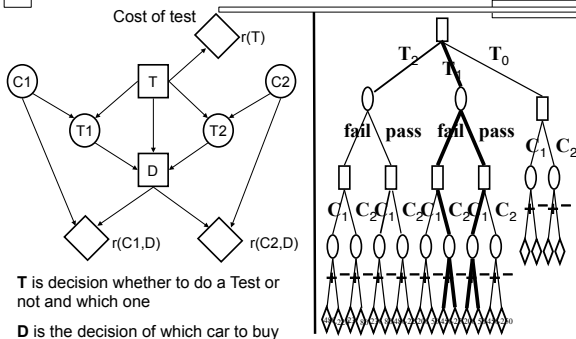 Cost of test
r(T)
C1
T
C2
T1
T2
D
r(C1,D)
r(C2,D)
T is decision whether to do a Test or
not and which one
D is the decision of which car to buy
T2
T1
T0
fail pass fail pass
C1 C2
C1 C2 C1 C2 C1 C2 C1 C2
+ - + -
+ - + - + - + - + - + - + - + -